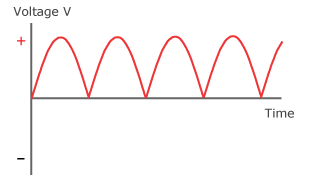 Voltage V
+
Time
–